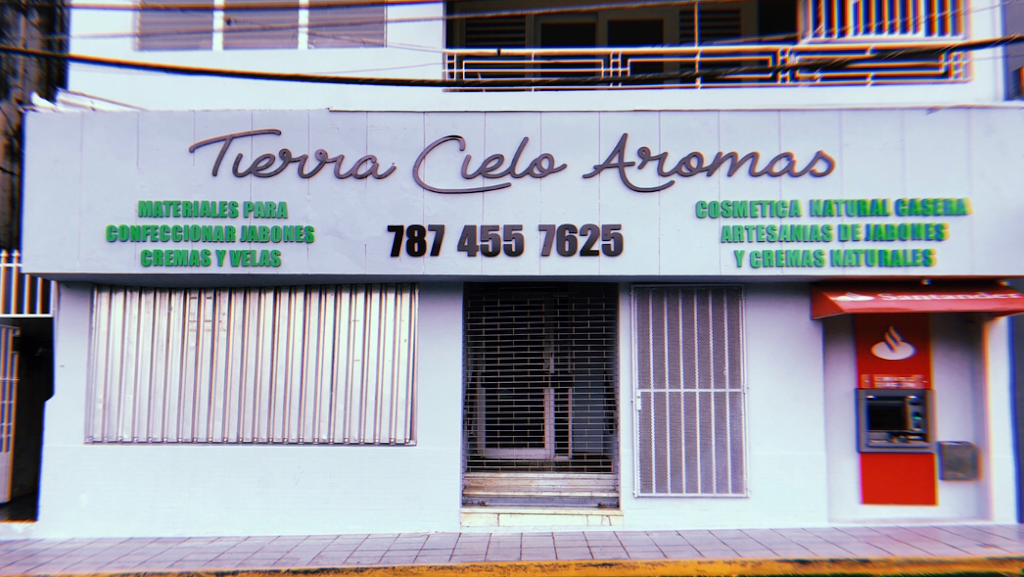 Tierra Cielo Aromas
MATERIALES PARA
CONFECCIONAR JABONES
CREMAS Y VELAS
787 455 7625
COSMETICA NATURAL CASERA
ARTESANIAS DE JABONES
Y CREMAS NATURALES
Santander